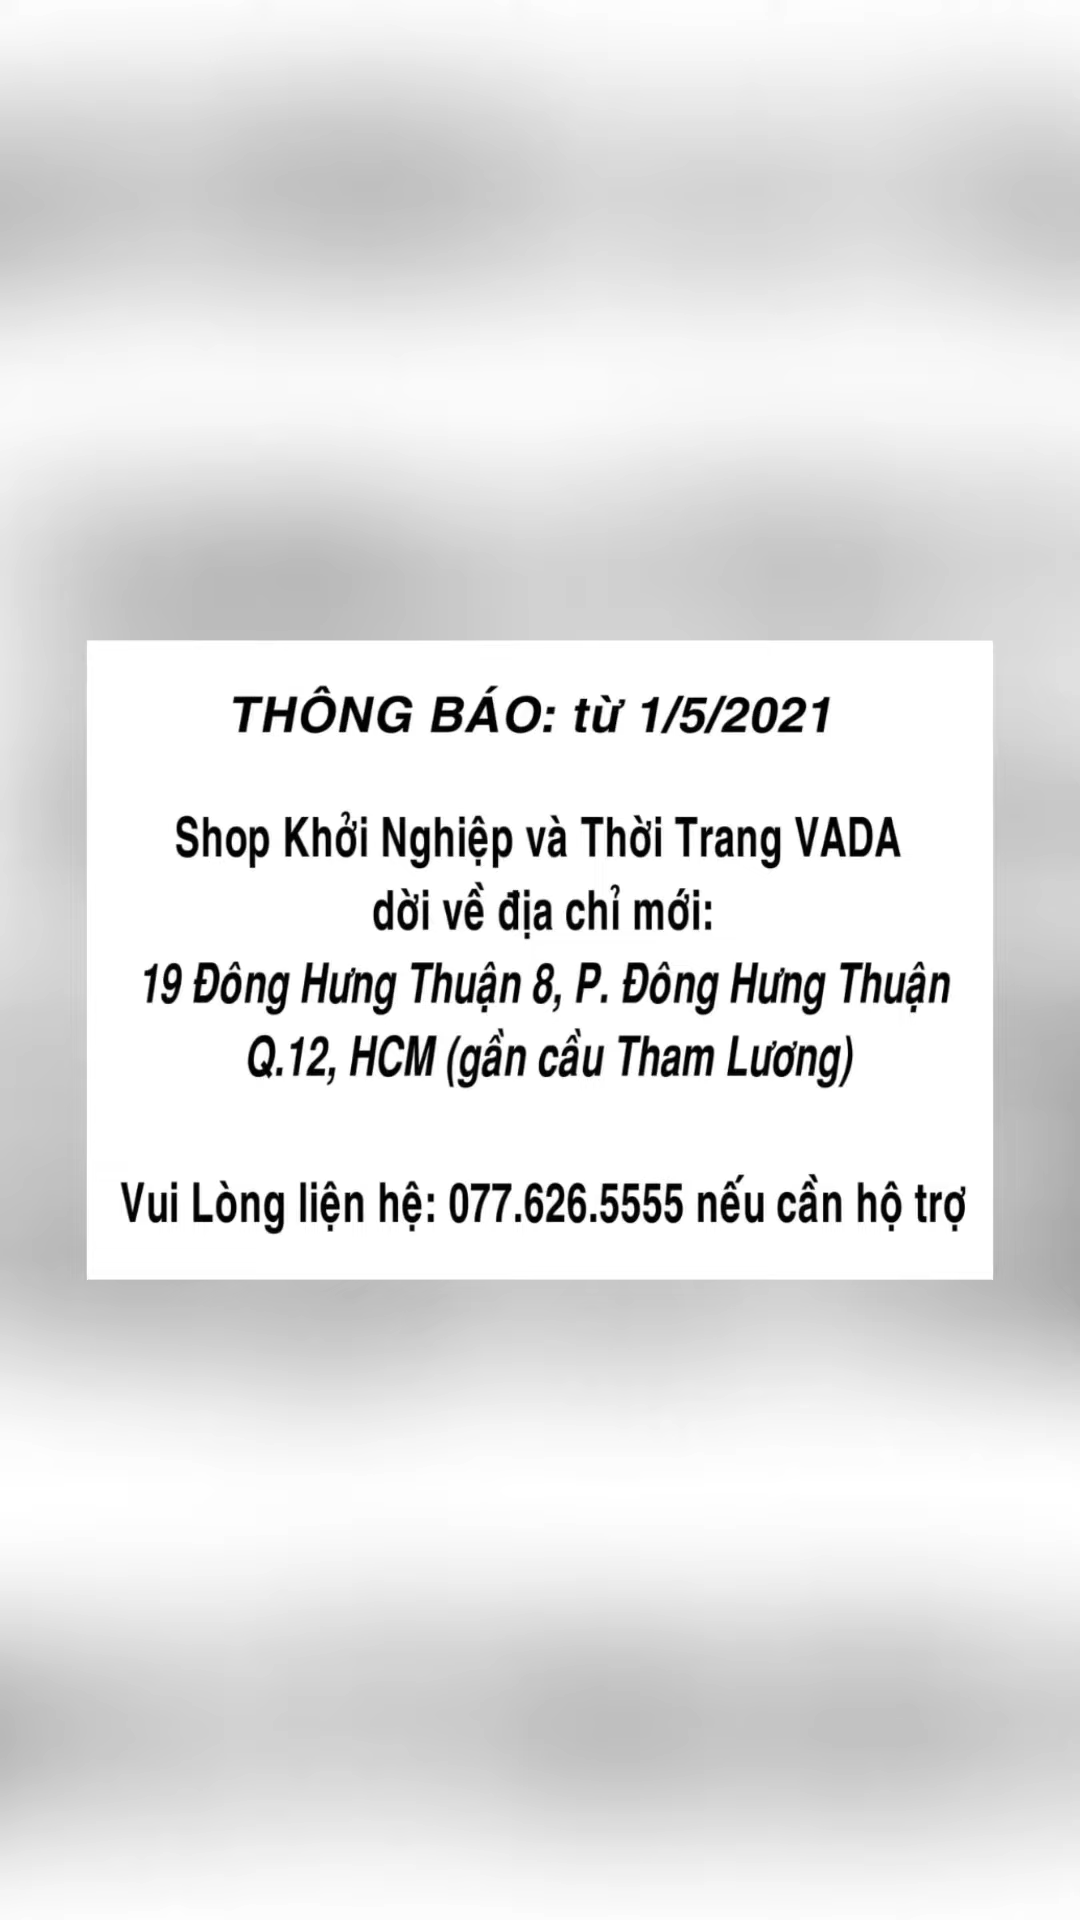 THÔNG BÁO: từ 1/5/2021
Shop Khởi Nghiệp và Thời Trang VADA
dời về địa chỉ mới:
19 Đông Hưng Thuận 8, P. Đông Hưng Thuận
Q.12, HCM (gần cầu Tham Lương)
Vui Lòng liện hệ: 077.626.5555 nếu cần hộ trợ